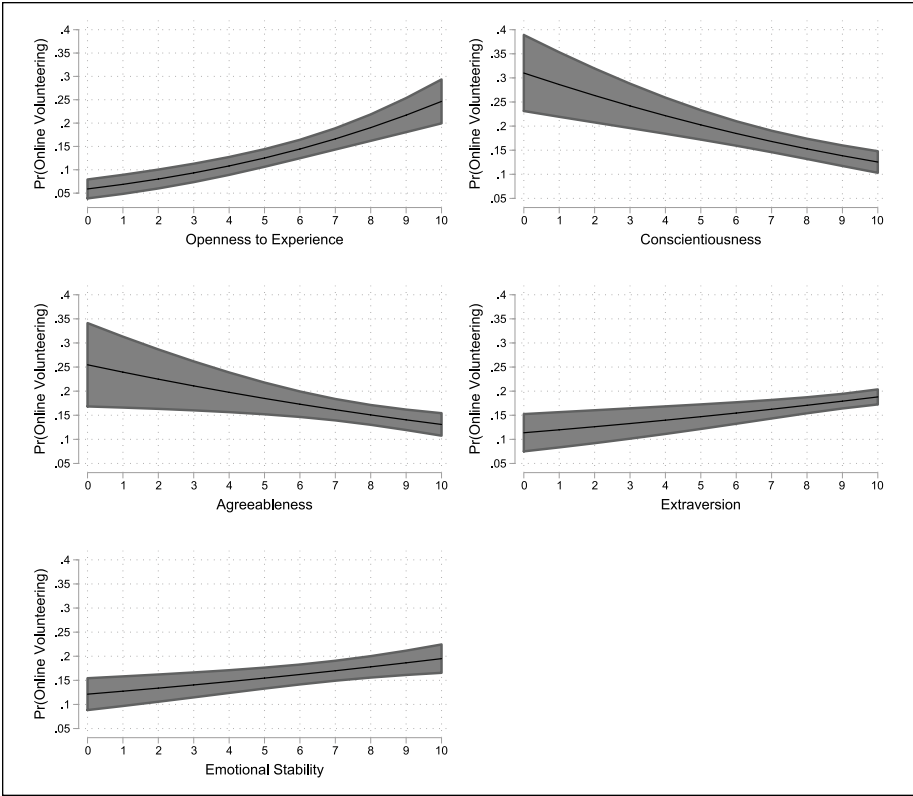 Pr(Online Volunteering)
.4
.35
.3
.25
.2
.15
.1
.05
0 1 2 3 4 5 6 7 8 9 10
Openness to Experience
Pr(Online Volunteering)
.4
.35
.3
.25
.2
.15
.1
.05
0 1 2 3 4 5 6 7 8 9 10
Conscientiousness
Pr(Online Volunteering)
.4
.35
.3
.25
.2
.15
.1
.05
0 1 2 3 4 5 6 7 8 9 10
Agreeableness
Pr(Online Volunteering)
.4
.35
.3
.25
.2
.15
.1
.05
0 1 2 3 4 5 6 7 8 9 10
Extraversion
Pr(Online Volunteering)
.4
.35
.3
.25
.2
.15
.1
.05
0 1 2 3 4 5 6 7 8 9 10
Emotional Stability